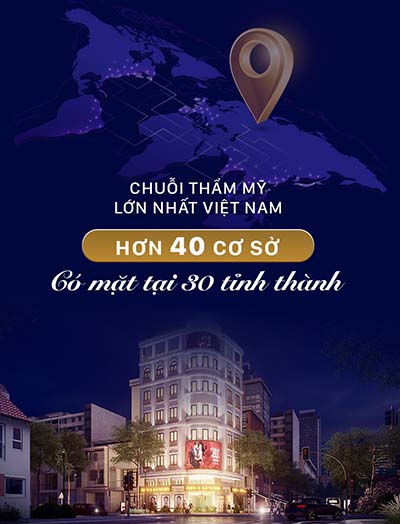 CHUỖI THẨM MỸ
LỚN NHẤT VIỆT NAM
HƠN 40 CƠ SỞ
Có mặt tại 30 tỉnh thành